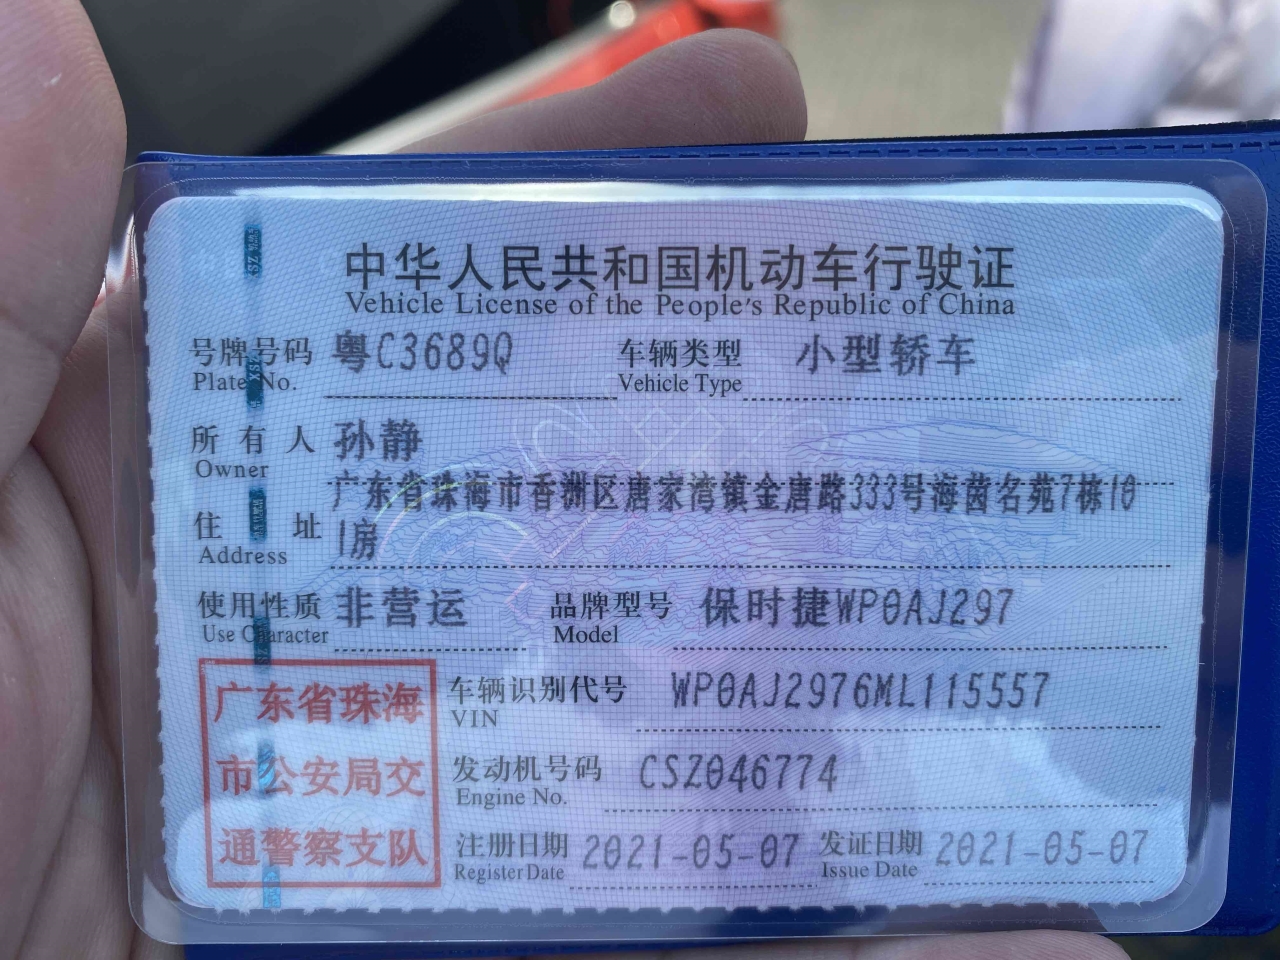 中华人民共和国机动车行驶证
Vehicle License of the People's Republic of China
号牌号码 粤C3689Q 车辆类型 小型轿车
Plate No. Vehicle Type
所有人 孙静
Owner
广东省珠海市香洲区唐家湾镇金唐路333号海茵名苑7栋10
住址 1房
Address
使用性质 非营运 品牌型号 保时捷WP0AJ297
Use Character Model
广东省珠海
市公安局交
通警察支队
车辆识别代号 WP0AJ2976ML115557
VIN
发动机号码 CSZ046774
Engine No.
注册日期 2021-05-07 发证日期 2021-05-07
Register Date Issue Date